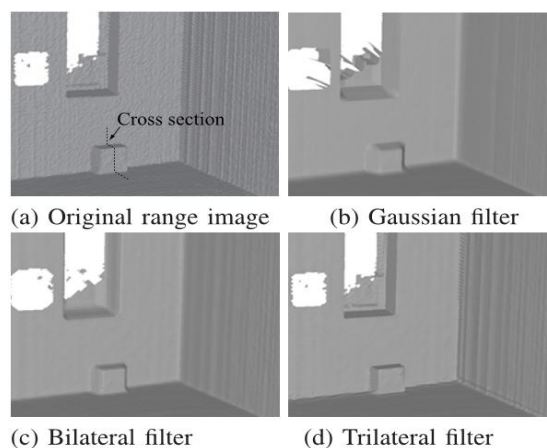 Cross section
(a) Original range image
(b) Gaussian filter
(c) Bilateral filter
(d) Trilateral filter